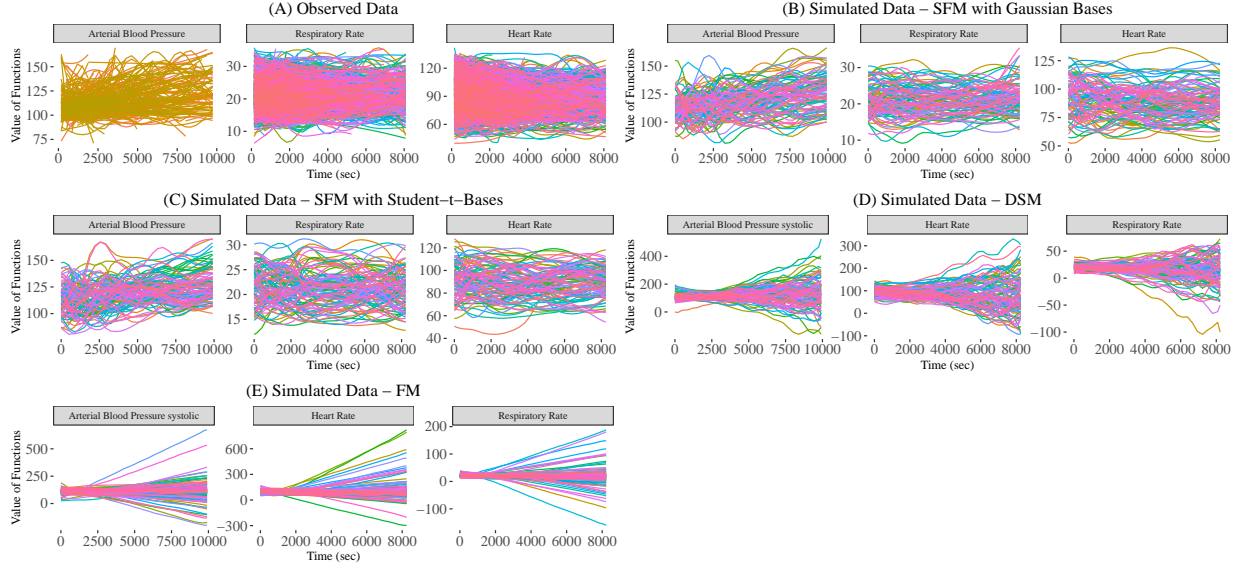 (A) Observed Data
Arterial Blood Pressure Respiratory Rate Heart Rate
Value of Functions
150
125
100
75
30
20
10
120
90
60
0 2500 5000 7500 10000 0 2000 4000 6000 8000 0 2000 4000 6000 8000
Time (sec)
(B) Simulated Data − SFM with Gaussian Bases
Arterial Blood Pressure Respiratory Rate Heart Rate
Value of Functions
150
125
100
30
20
10
125
100
75
50
0 2500 5000 7500 10000 0 2000 4000 6000 8000 0 2000 4000 6000 8000
Time (sec)
(C) Simulated Data − SFM with Student−t−Bases
Arterial Blood Pressure Respiratory Rate Heart Rate
Value of Functions
150
125
100
30
25
20
15
120
100
80
60
40
0 2500 5000 7500 10000 0 2000 4000 6000 8000 0 2000 4000 6000 8000
Time (sec)
(D) Simulated Data − DSM
Arterial Blood Pressure systolic Heart Rate Respiratory Rate
Value of Functions
400
200
0
300
200
100
0
−100
50
0
−50
−100
0 2500 5000 7500 10000 0 2000 4000 6000 8000 0 2000 4000 6000 8000
Time (sec)
(E) Simulated Data − FM
Arterial Blood Pressure systolic Heart Rate Respiratory Rate
Value of Functions
500
250
0
600
300
0
−300
200
100
0
−100
0 2500 5000 7500 10000 0 2000 4000 6000 8000 0 2000 4000 6000 8000
Time (sec)